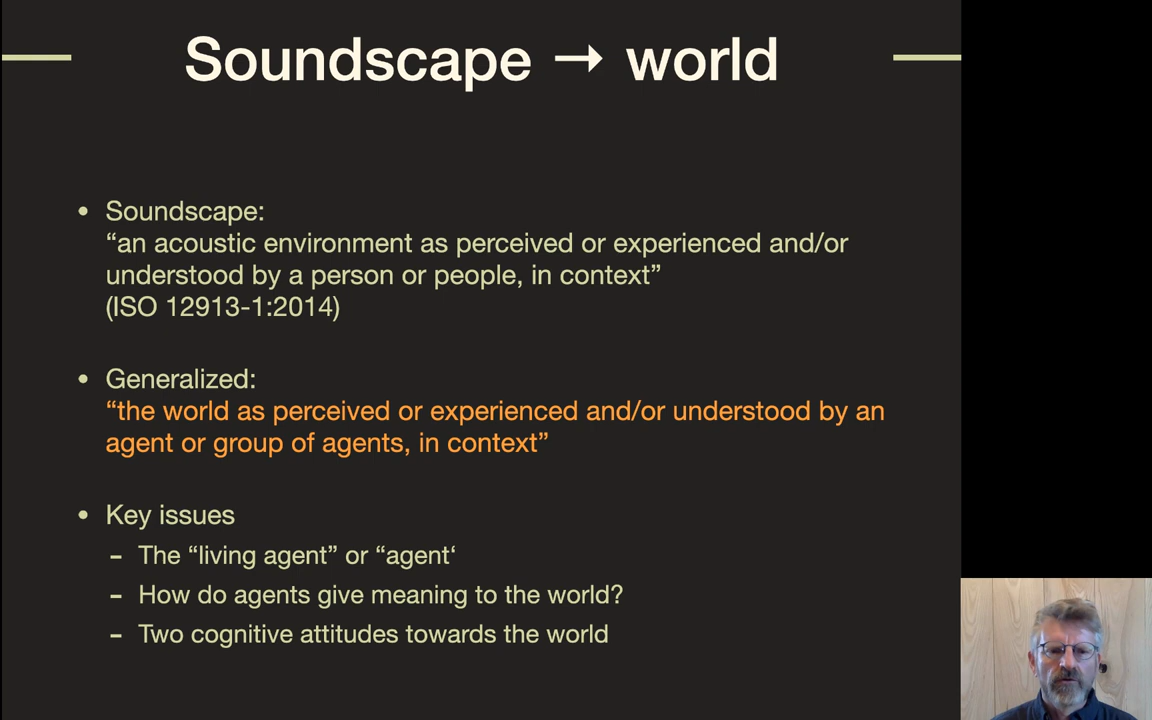 Soundscape → world
• Soundscape:
“an acoustic environment as perceived or experienced and/or
understood by a person or people, in context”
(ISO 12913-1:2014)
• Generalized:
“the world as perceived or experienced and/or understood by an
agent or group of agents, in context”
• Key issues
– The “living agent” or “agent‘
– How do agents give meaning to the world?
– Two cognitive attitudes towards the world